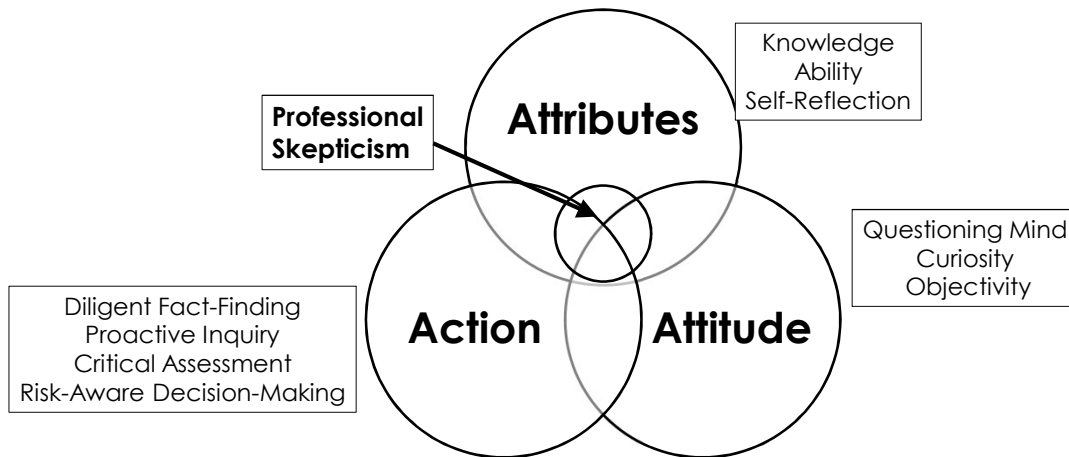 Knowledge
Ability
Self-Reflection
Attributes
Professional
Skepticism
Questioning Mind
Curiosity
Objectivity
Diligent Fact-Finding
Proactive Inquiry
Critical Assessment
Risk-Aware Decision-Making
Action
Attitude